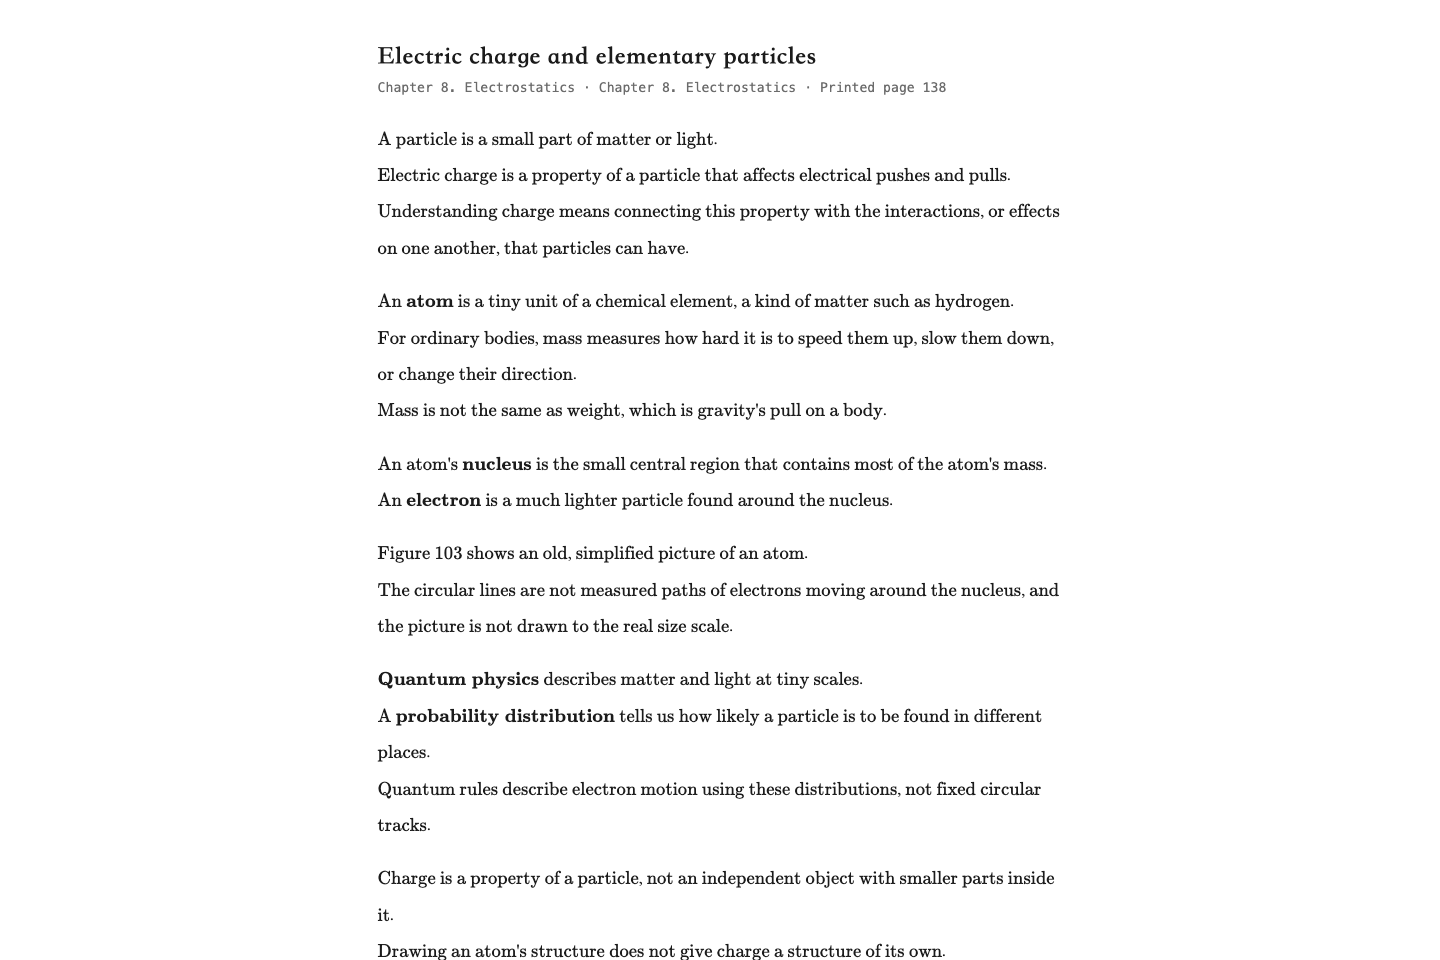 Electric charge and elementary particles
Chapter 8. Electrostatics · Chapter 8. Electrostatics · Printed page 138
A particle is a small part of matter or light.
Electric charge is a property of a particle that affects electrical pushes and pulls.
Understanding charge means connecting this property with the interactions, or effects
on one another, that particles can have.
An atom is a tiny unit of a chemical element, a kind of matter such as hydrogen.
For ordinary bodies, mass measures how hard it is to speed them up, slow them down,
or change their direction.
Mass is not the same as weight, which is gravity's pull on a body.
An atom's nucleus is the small central region that contains most of the atom's mass.
An electron is a much lighter particle found around the nucleus.
Figure 103 shows an old, simplified picture of an atom.
The circular lines are not measured paths of electrons moving around the nucleus, and
the picture is not drawn to the real size scale.
Quantum physics describes matter and light at tiny scales.
A probability distribution tells us how likely a particle is to be found in different
places.
Quantum rules describe electron motion using these distributions, not fixed circular
tracks.
Charge is a property of a particle, not an independent object with smaller parts inside
it.
Drawing an atom's structure does not give charge a structure of its own.